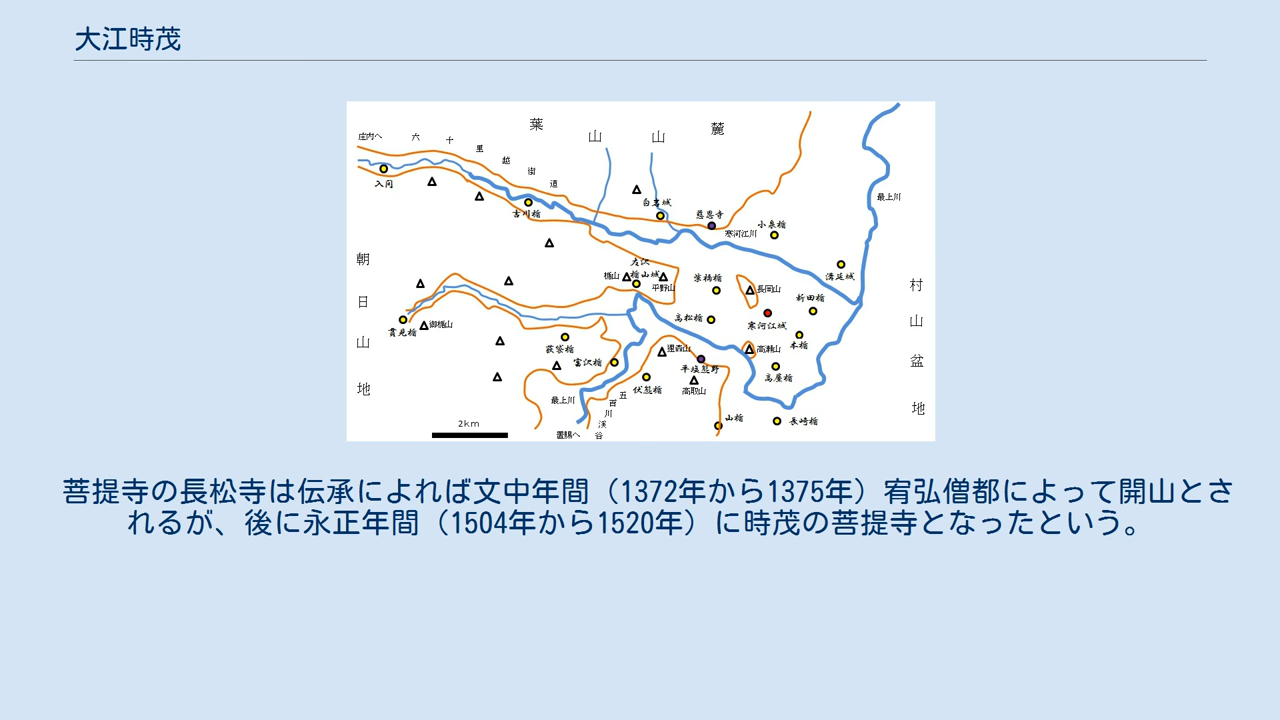 大江時茂
葉山山麓
庄内へ
六十里越街道
入間
吉川楯
白岩城
慈恩寺
寒河江川
小泉楯
最上川
溝延城
朝日山地
村山盆地
左沢
楯山
楯山城
平野山
柴橋楯
長岡山
新田楯
貫見楯
御楯山
高松楯
寒河江城
本楯
荻袋楯
富沢楯
平塩熊野
高瀬山
高屋楯
伏熊楯
高取山
最上川
五百川渓谷
置賜へ
山楯
長崎楯
2km
菩提寺の長松寺は伝承によれば文中年間（1372年から1375年）宥弘僧都によって開山とさ
れるが、後に永正年間（1504年から1520年）に時茂の菩提寺となったという。